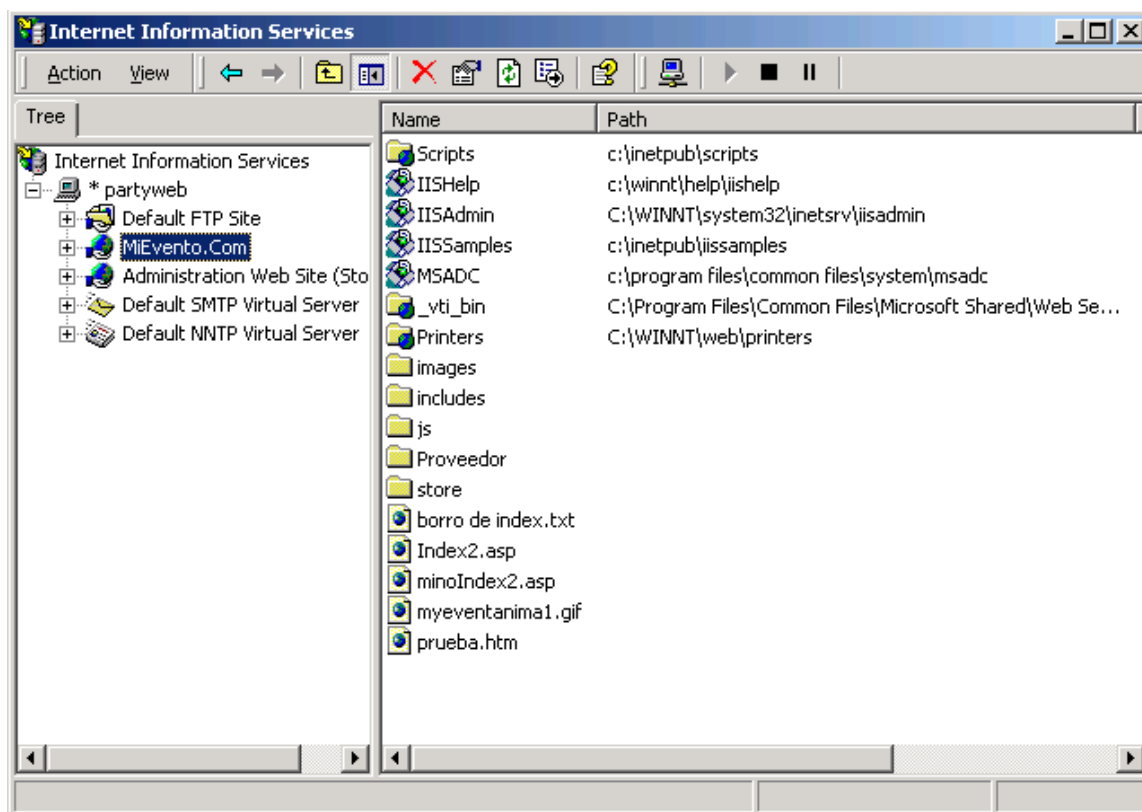 Internet Information Services
Action View
Tree
Name Path
Internet Information Services
* partyweb
Default FTP Site
MiEvento.Com
Administration Web Site (Sto
Default SMTP Virtual Server
Default NNTP Virtual Server
Scripts c:\inetpub\scripts
IISHelp c:\winnt\help\iishelp
IISAdmin C:\WINNT\system32\inetsrv\iisadmin
IISSamples c:\inetpub\iissamples
MSADC c:\program files\common files\system\msadc
_vti_bin C:\Program Files\Common Files\Microsoft Shared\Web Se...
Printers C:\WINNT\web\printers
images
includes
js
Proveedor
store
borro de index.txt
Index2.asp
minoIndex2.asp
myeventanima1.gif
prueba.htm